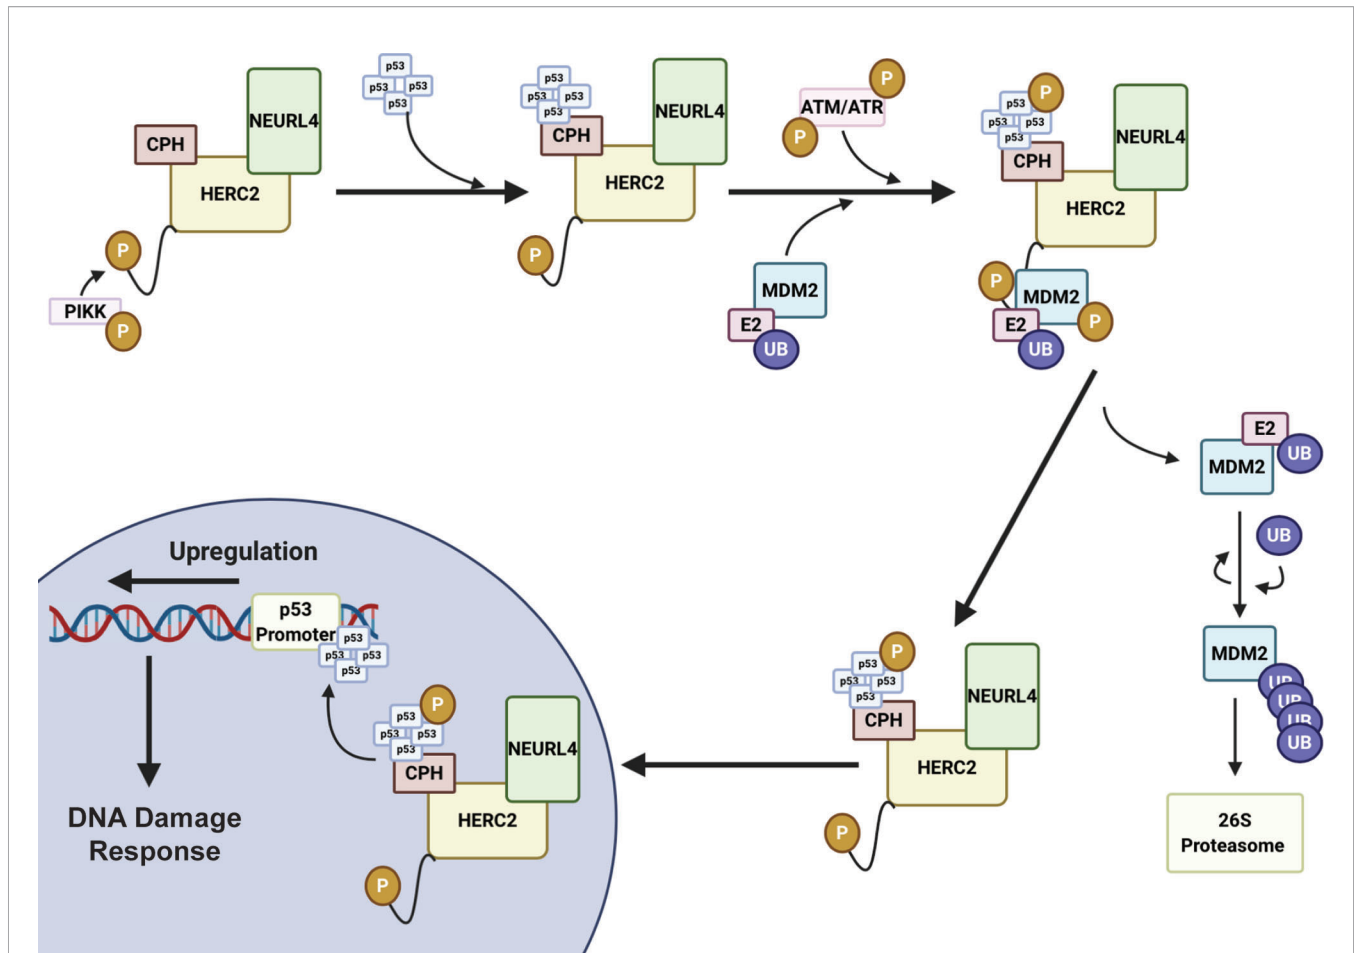 p53
p53
p53
p53
CPH
NEURL4
HERC2
P
PIKK
P
p53
p53
p53
p53
CPH
NEURL4
HERC2
P
P
ATM/ATR
P
MDM2
E2
UB
P
p53
p53
p53
p53
CPH
NEURL4
HERC2
P
MDM2
E2
P
UB
E2
UB
MDM2
UB
MDM2
UB
UB
UB
UB
26S
Proteasome
P
p53
p53
p53
p53
CPH
NEURL4
HERC2
P
Upregulation
p53
Promoter
p53
p53
p53
p53
P
p53
p53
p53
p53
CPH
NEURL4
HERC2
P
DNA Damage
Response